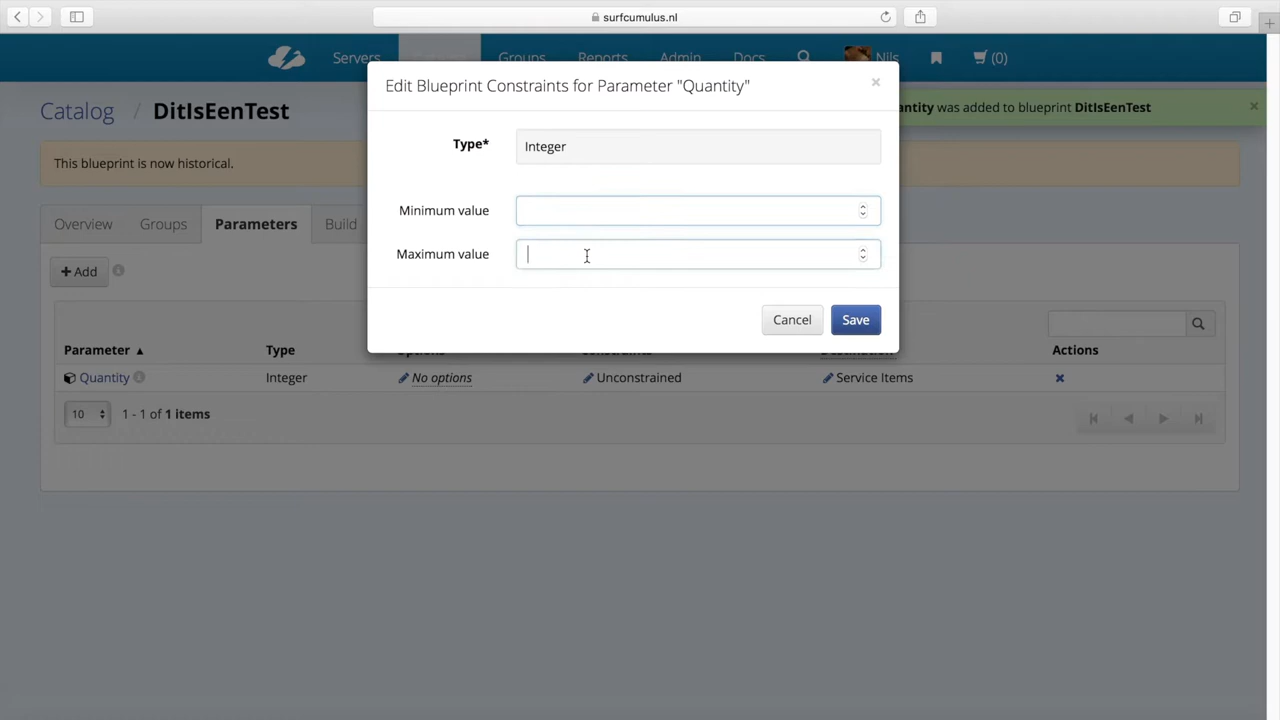 surfcumulus.nl
Servers Groups Reports Admin Docs Nils (0)
Edit Blueprint Constraints for Parameter "Quantity" ×
Catalog DitIsEenTest
antity was added to blueprint DitIsEenTest ×
Type* Integer
This blueprint is now historical.
Minimum value
Overview Groups Parameters Build
Maximum value
+ Add
Cancel Save
Parameter ▲ Type Options Constraints Destination Actions
Quantity Integer No options Unconstrained Service Items
10 1 - 1 of 1 items